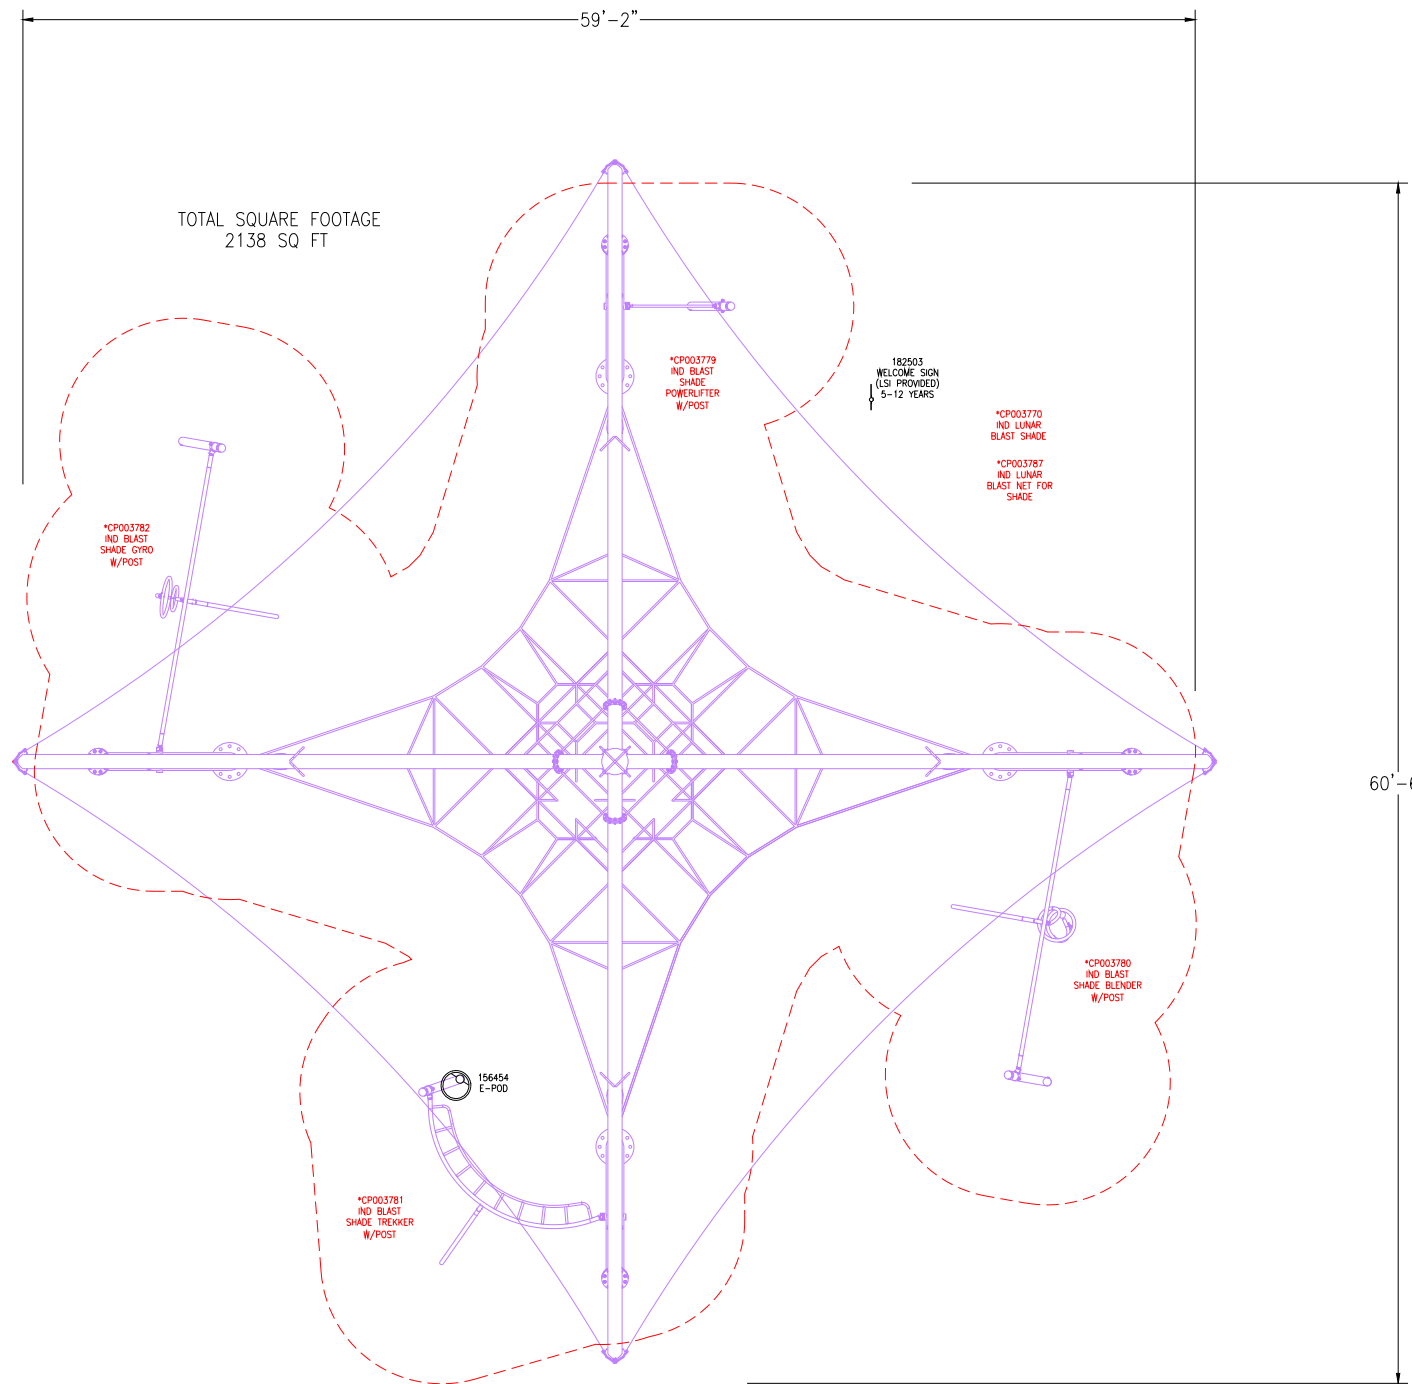 59'-2"
TOTAL SQUARE FOOTAGE
2138 SQ FT
*CP003779
IND BLAST
SHADE
POWERLIFTER
W/POST
182503
WELCOME SIGN
(LSI PROVIDED)
5-12 YEARS
*CP003770
IND LUNAR
BLAST SHADE
*CP003787
IND LUNAR
BLAST NET FOR
SHADE
*CP003782
IND BLAST
SHADE GYRO
W/POST
60'-6
*CP003780
IND BLAST
SHADE BLENDER
W/POST
156454
E-POD
*CP003781
IND BLAST
SHADE TREKKER
W/POST